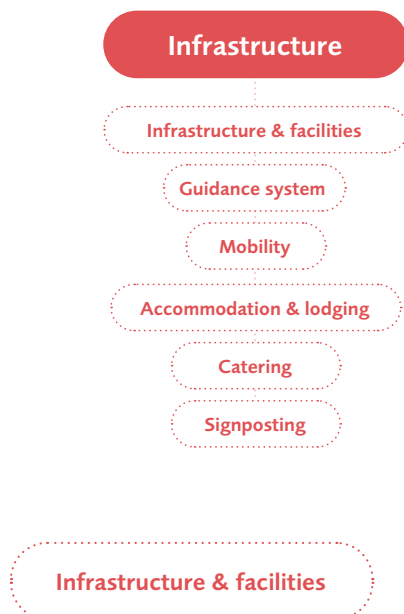 Infrastructure
Infrastructure & facilities
Guidance system
Mobility
Accommodation & lodging
Catering
Signposting
Infrastructure & facilities